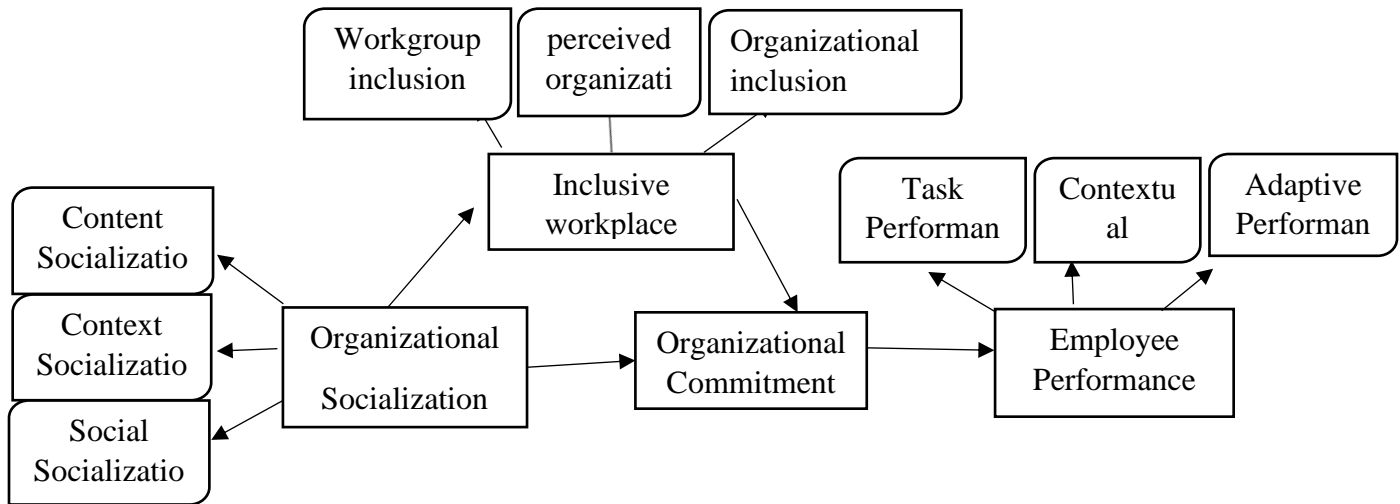 Workgroup
inclusion
perceived
organizati
Organizational
inclusion
Inclusive
workplace
Task
Performan
Contextu
al
Adaptive
Performan
Content
Socializatio
Context
Socializatio
Social
Socializatio
Organizational
Socialization
Organizational
Commitment
Employee
Performance